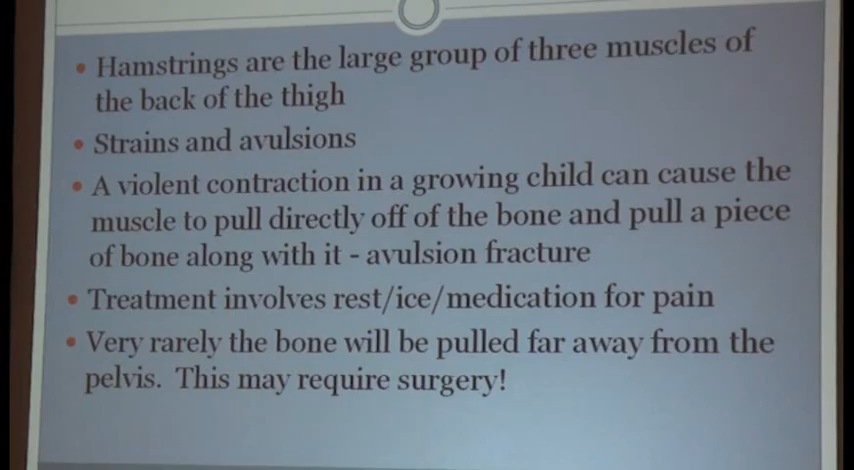 • Hamstrings are the large group of three muscles of
the back of the thigh
• Strains and avulsions
• A violent contraction in a growing child can cause the
muscle to pull directly off of the bone and pull a piece
of bone along with it - avulsion fracture
• Treatment involves rest/ice/medication for pain
• Very rarely the bone will be pulled far away from the
pelvis.  This may require surgery!